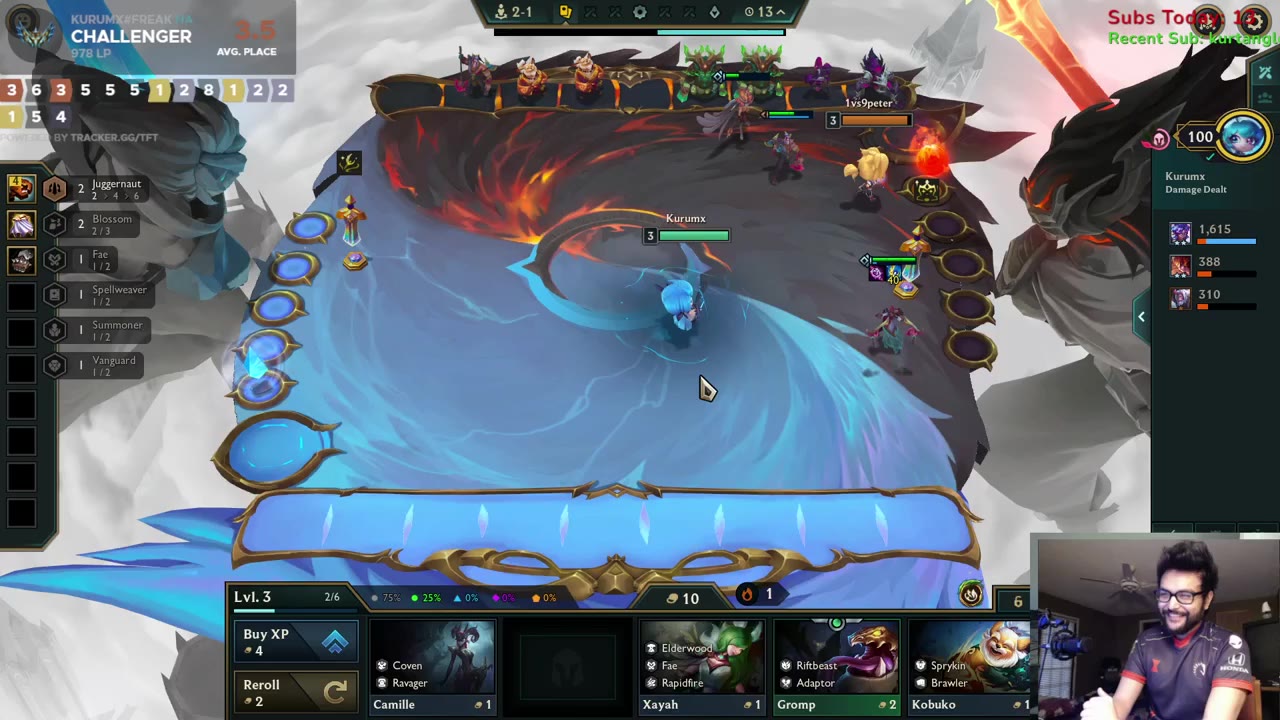 KURUMX#FREAK NA
CHALLENGER
978 LP
3.5
AVG. PLACE
3 6 3 5 5 5 1 2 8 1 2 2
1 5 4
POWERED BY TRACKER.GG/TFT
2-1
13
Subs Today: 11
Recent Sub: kurtangl
2 Juggernaut
2 > 4 > 6
2 Blossom
2/3
1 Fae
1/2
1 Spellweaver
1/2
1 Summoner
1/2
1 Vanguard
1/2
1vs9peter
3
Kurumx
3
40
100
Kurumx
Damage Dealt
1,615
388
310
Lvl. 3
2/6
75%
25%
0%
0%
0%
10
1
6
Buy XP
4
Reroll
2
Coven
Ravager
Camille 1
Elderwood
Fae
Rapidfire
Xayah 1
Riftbeast
Adaptor
Gromp 2
Sprykin
Brawler
Kobuko 1
HONDA